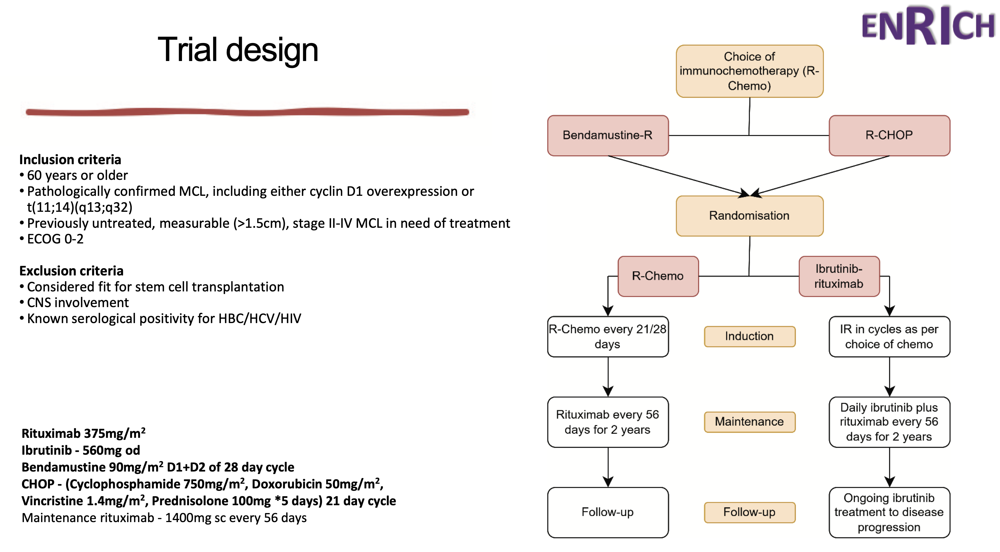 ENRICH
Trial design
Inclusion criteria
• 60 years or older
• Pathologically confirmed MCL, including either cyclin D1 overexpression or
t(11;14)(q13;q32)
• Previously untreated, measurable (>1.5cm), stage II-IV MCL in need of treatment
• ECOG 0-2
Exclusion criteria
• Considered fit for stem cell transplantation
• CNS involvement
• Known serological positivity for HBC/HCV/HIV
Rituximab 375mg/m²
Ibrutinib - 560mg od
Bendamustine 90mg/m² D1+D2 of 28 day cycle
CHOP - (Cyclophosphamide 750mg/m², Doxorubicin 50mg/m²,
Vincristine 1.4mg/m², Prednisolone 100mg *5 days) 21 day cycle
Maintenance rituximab - 1400mg sc every 56 days
Choice of
immunochemotherapy (R-
Chemo)
Bendamustine-R
R-CHOP
Randomisation
R-Chemo
Ibrutinib-
rituximab
R-Chemo every 21/28
days
Induction
IR in cycles as per
choice of chemo
Rituximab every 56
days for 2 years
Maintenance
Daily ibrutinib plus
rituximab every 56
days for 2 years
Follow-up
Follow-up
Ongoing ibrutinib
treatment to disease
progression